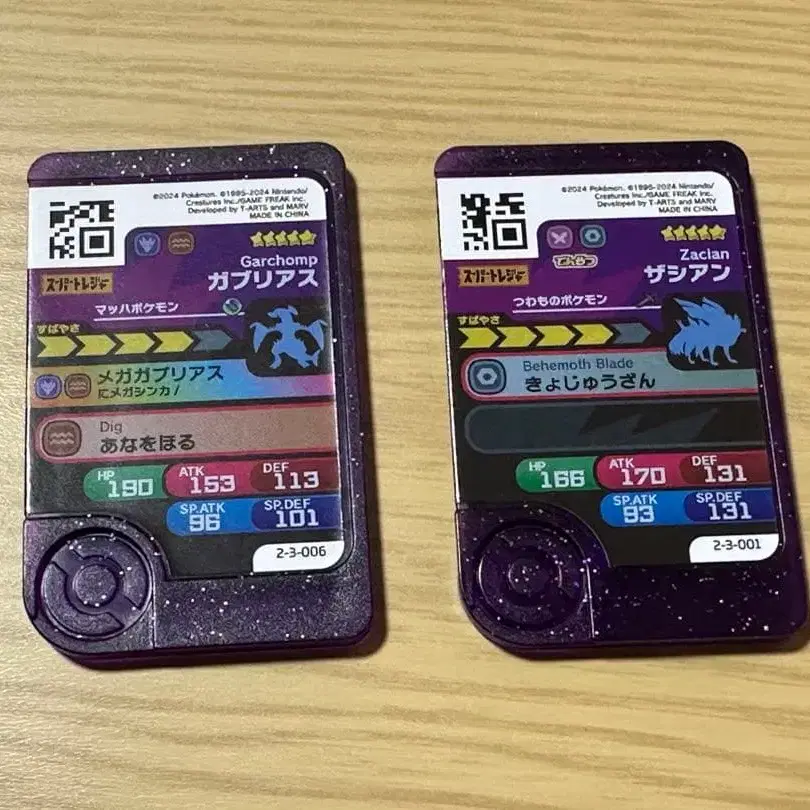 ©2024 Pokémon. ©1995-2024 Nintendo/
Creatures Inc./GAME FREAK inc.
Developed by T-ARTS and MARV
MADE IN CHINA
Garchomp
ガブリアス
スーパートレジャー
マッハポケモン
すばやさ
メガガブリアス
にメガシンカ!
Dig
あなをほる
HP 190 ATK 153 DEF 113
SP.ATK 96 SP.DEF 101
2-3-006
©2024 Pokémon. ©1995-2024 Nintendo/
Creatures Inc./GAME FREAK inc.
Developed by T-ARTS and MARV
MADE IN CHINA
でんせつ
Zacian
ザシアン
スーパートレジャー
つわものポケモン
すばやさ
Behemoth Blade
きょじゅうざん
HP 166 ATK 170 DEF 131
SP.ATK 93 SP.DEF 131
2-3-001